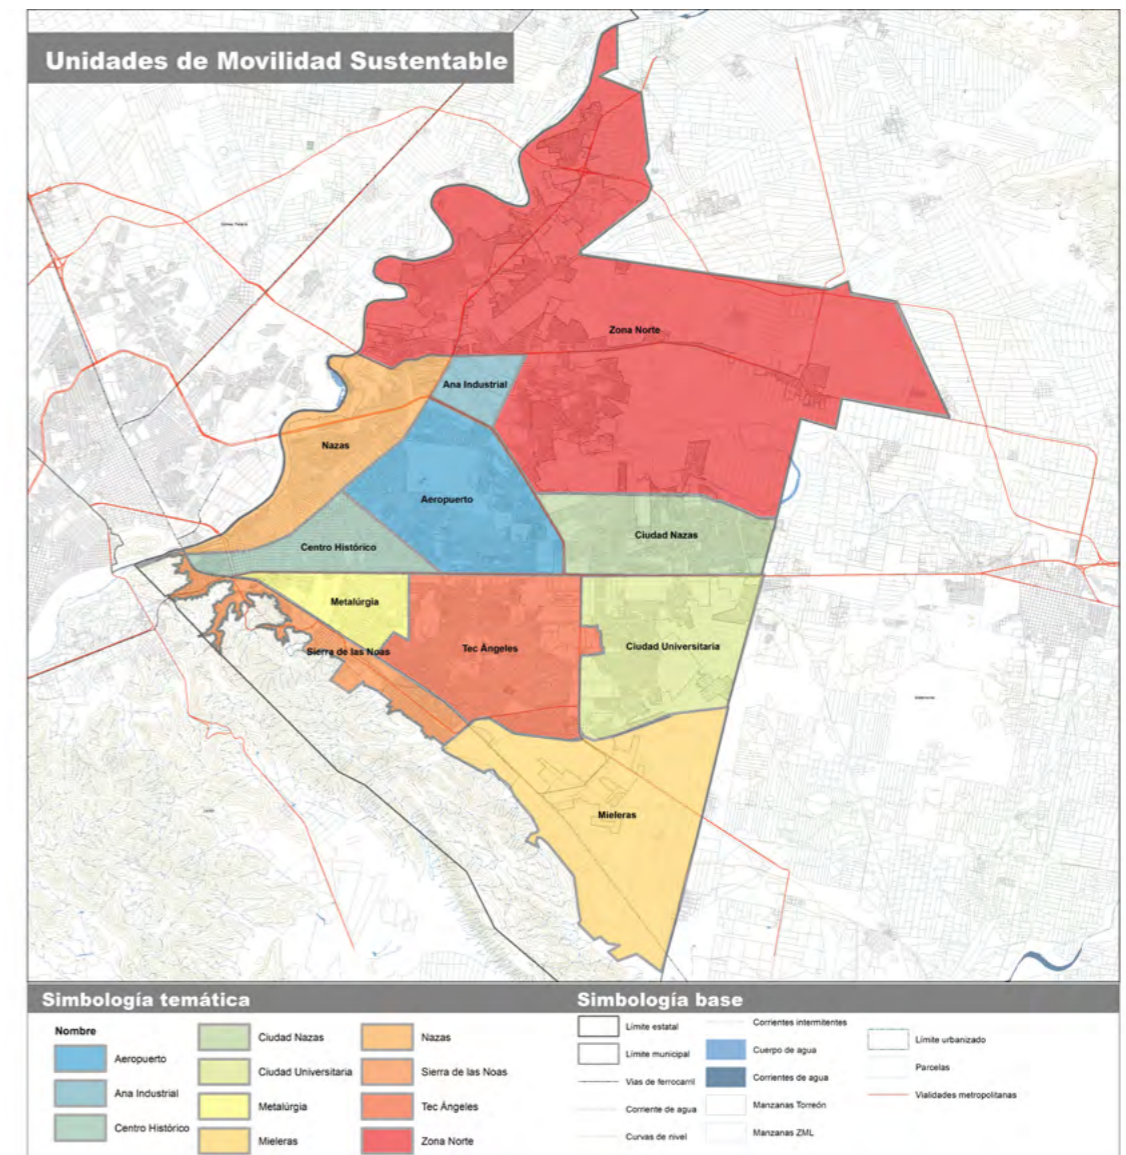 Unidades de Movilidad Sustentable
Zona Norte
Ana Industrial
Nazas
Aeropuerto
Ciudad Nazas
Centro Histórico
Metalúrgia
Sierra de las Noas
Tec Ángeles
Ciudad Universitaria
Mieleras
Simbología temática
Nombre
Aeropuerto
Ana Industrial
Centro Histórico
Ciudad Nazas
Ciudad Universitaria
Metalúrgia
Mieleras
Nazas
Sierra de las Noas
Tec Ángeles
Zona Norte
Simbología base
Límite estatal
Límite municipal
Vias de ferrocarril
Corriente de agua
Curvas de nivel
Corrientes intermitentes
Cuerpo de agua
Corrientes de agua
Manzanas Torreón
Manzanas ZML
Límite urbanizado
Parcelas
Vialidades metropolitanas